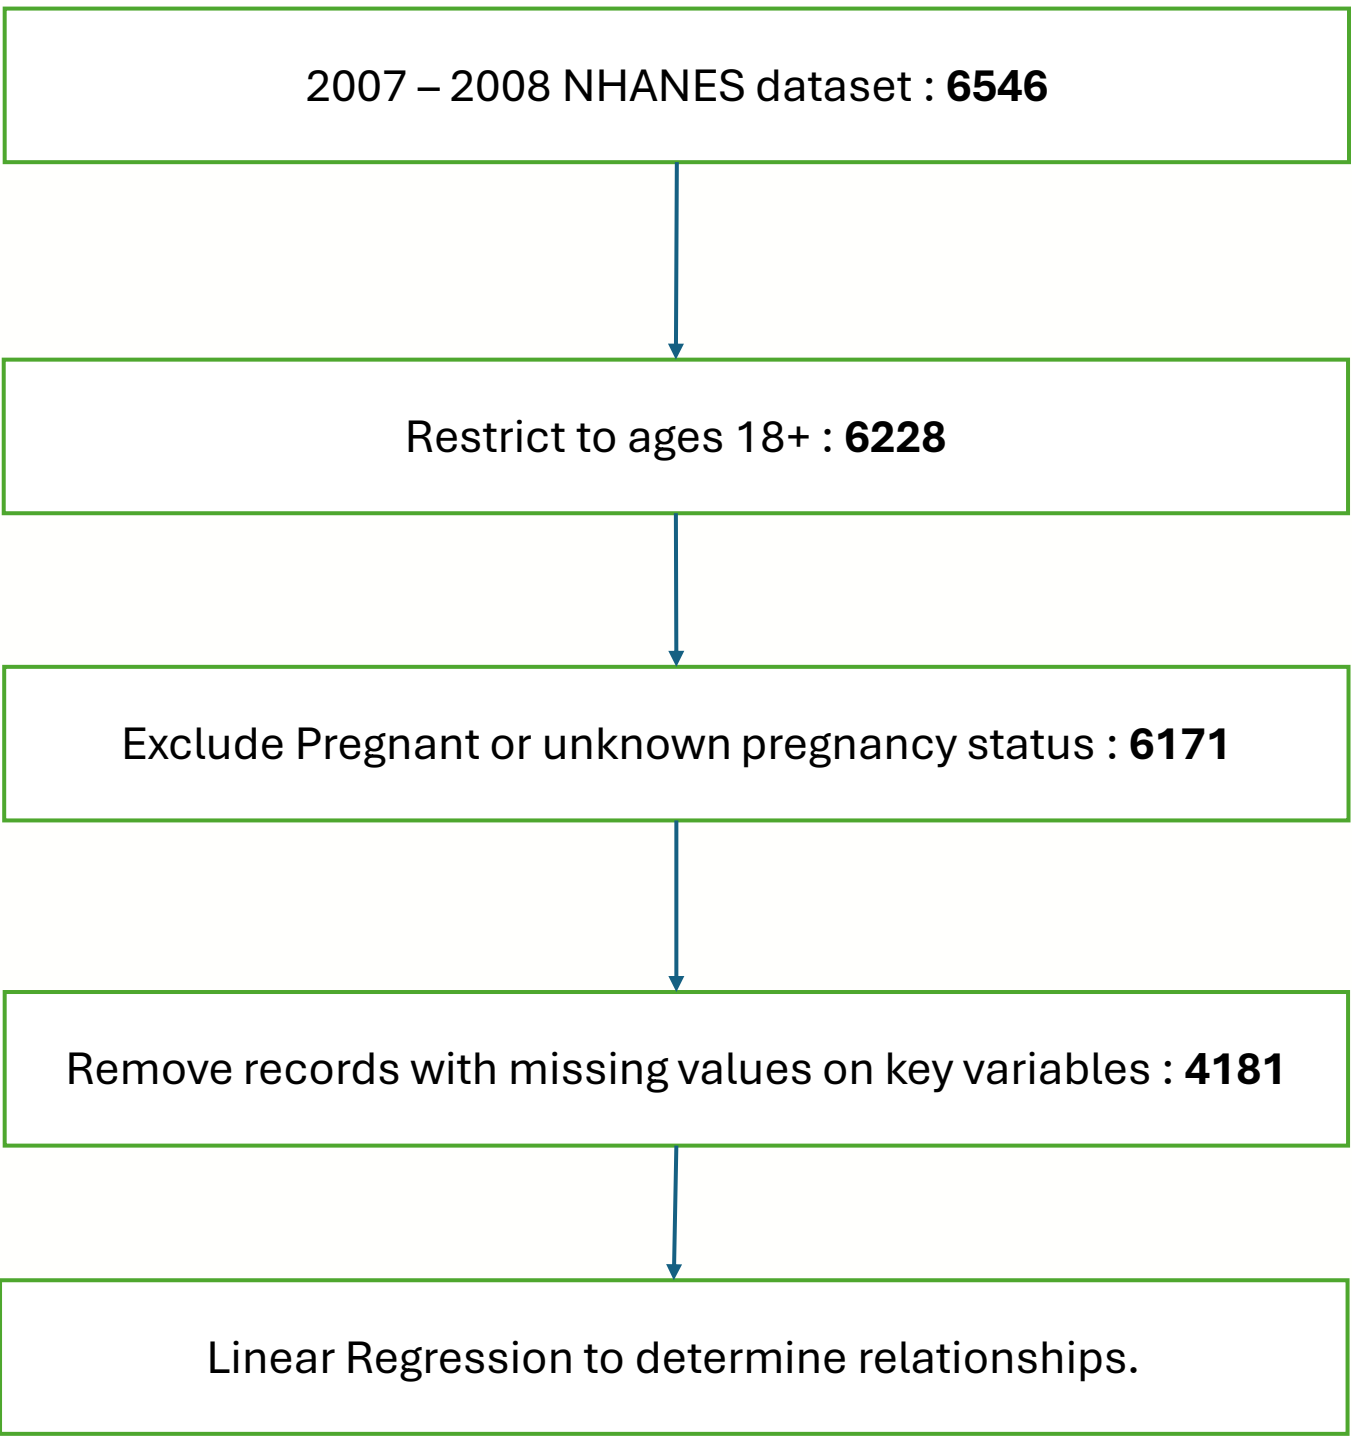 2007 – 2008 NHANES dataset : 6546
Restrict to ages 18+ : 6228
Exclude Pregnant or unknown pregnancy status : 6171
Remove records with missing values on key variables : 4181
Linear Regression to determine relationships.